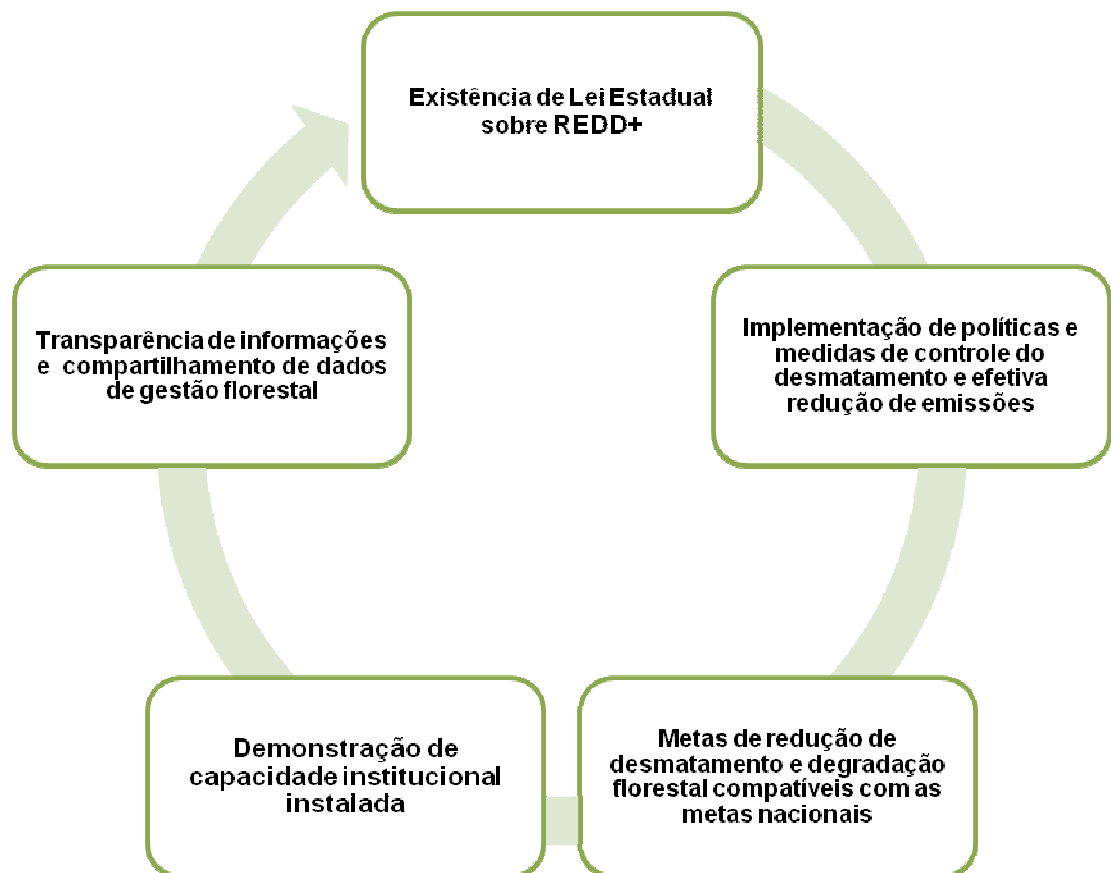 Existência de Lei Estadual
sobre REDD+
Implementação de políticas e
medidas de controle do
desmatamento e efetiva
redução de emissões
Metas de redução de
desmatamento e degradação
florestal compatíveis com as
metas nacionais
Demonstração de
capacidade institucional
instalada
Transparência de informações
e compartilhamento de dados
de gestão florestal